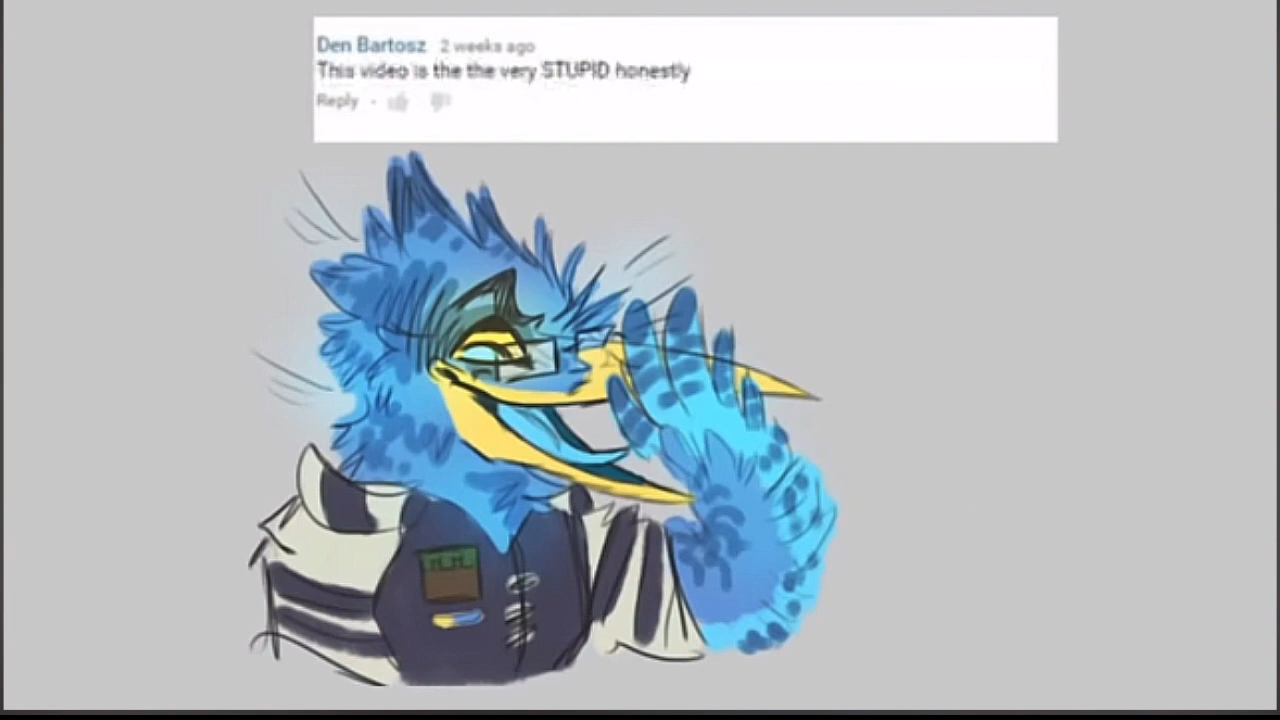 Den Bartosz 2 weeks ago
This video is the the very STUPID honestly
Reply